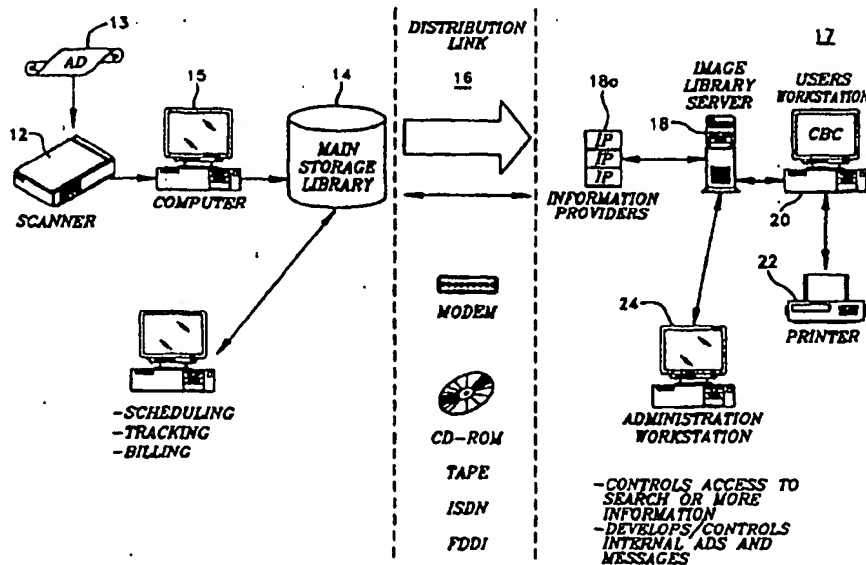 13
AD
12
SCANNER
15
COMPUTER
14
MAIN
STORAGE
LIBRARY
-SCHEDULING
-TRACKING
-BILLING
DISTRIBUTION
LINK
16
MODEM
CD-ROM
TAPE
ISDN
FDDI
17
18a
IP
IP
IP
INFORMATION
PROVIDERS
IMAGE
LIBRARY
SERVER
18
USERS
WORKSTATION
CBC
20
22
PRINTER
24
ADMINISTRATION
WORKSTATION
-CONTROLS ACCESS TO
SEARCH OR MORE
INFORMATION
-DEVELOPS/CONTROLS
INTERNAL ADS AND
MESSAGES